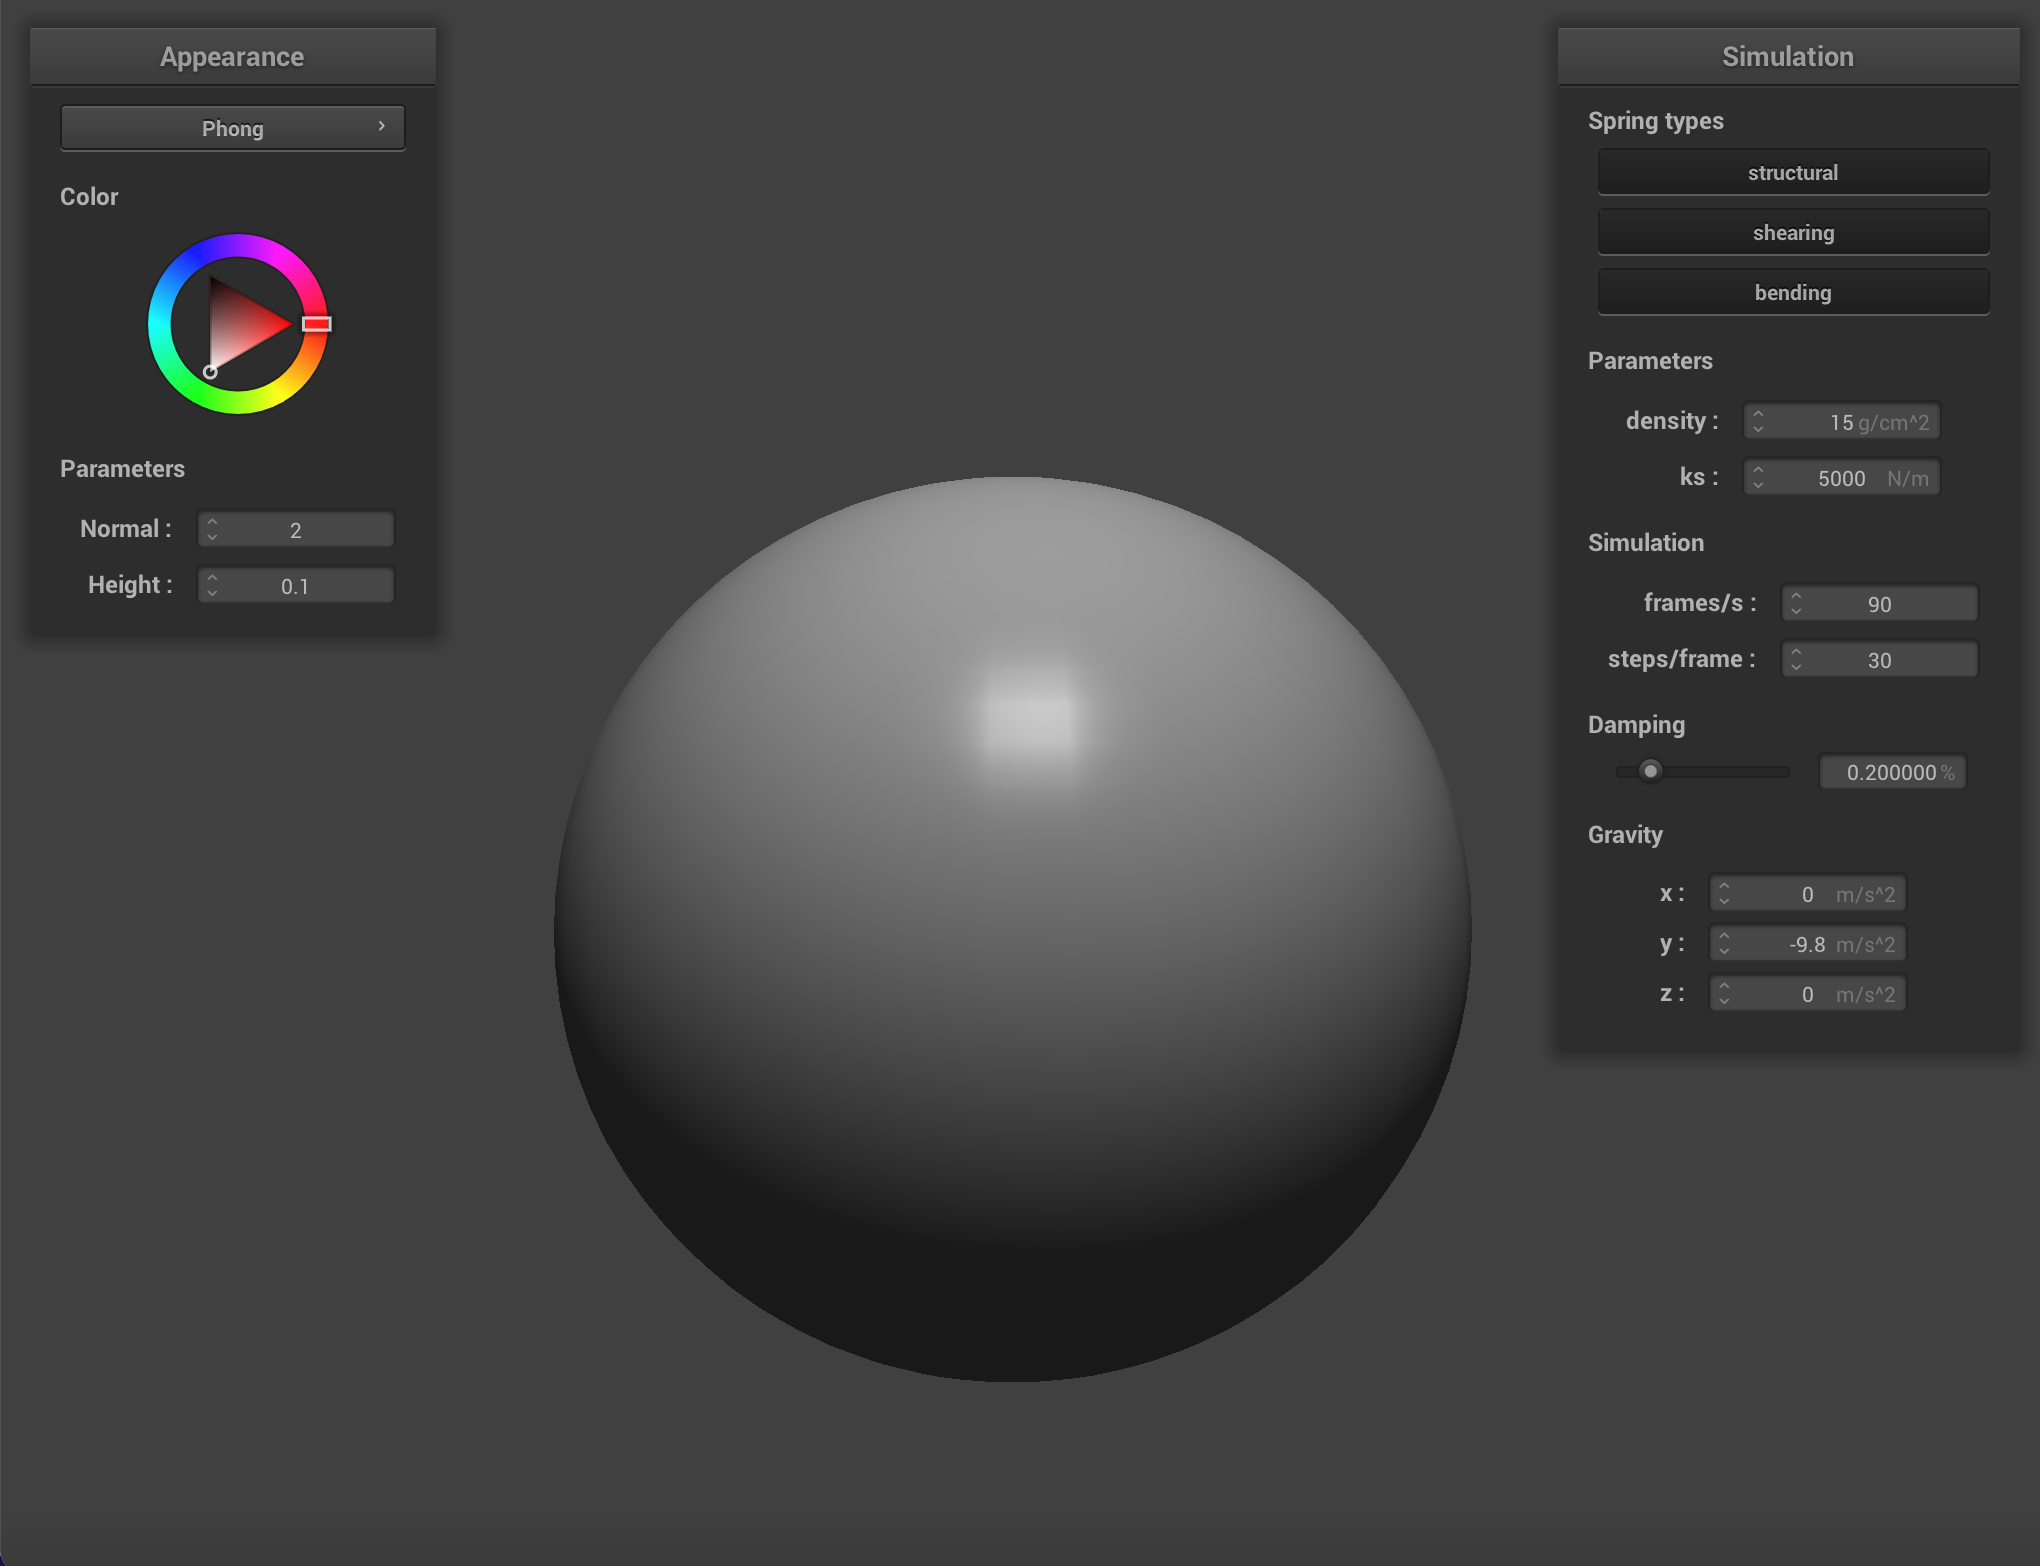 Appearance
Phong
Color
Parameters
Normal : 2
Height : 0.1
Simulation
Spring types
structural
shearing
bending
Parameters
density : 15 g/cm^2
ks : 5000 N/m
Simulation
frames/s : 90
steps/frame : 30
Damping
0.200000 %
Gravity
x : 0 m/s^2
y : -9.8 m/s^2
z : 0 m/s^2